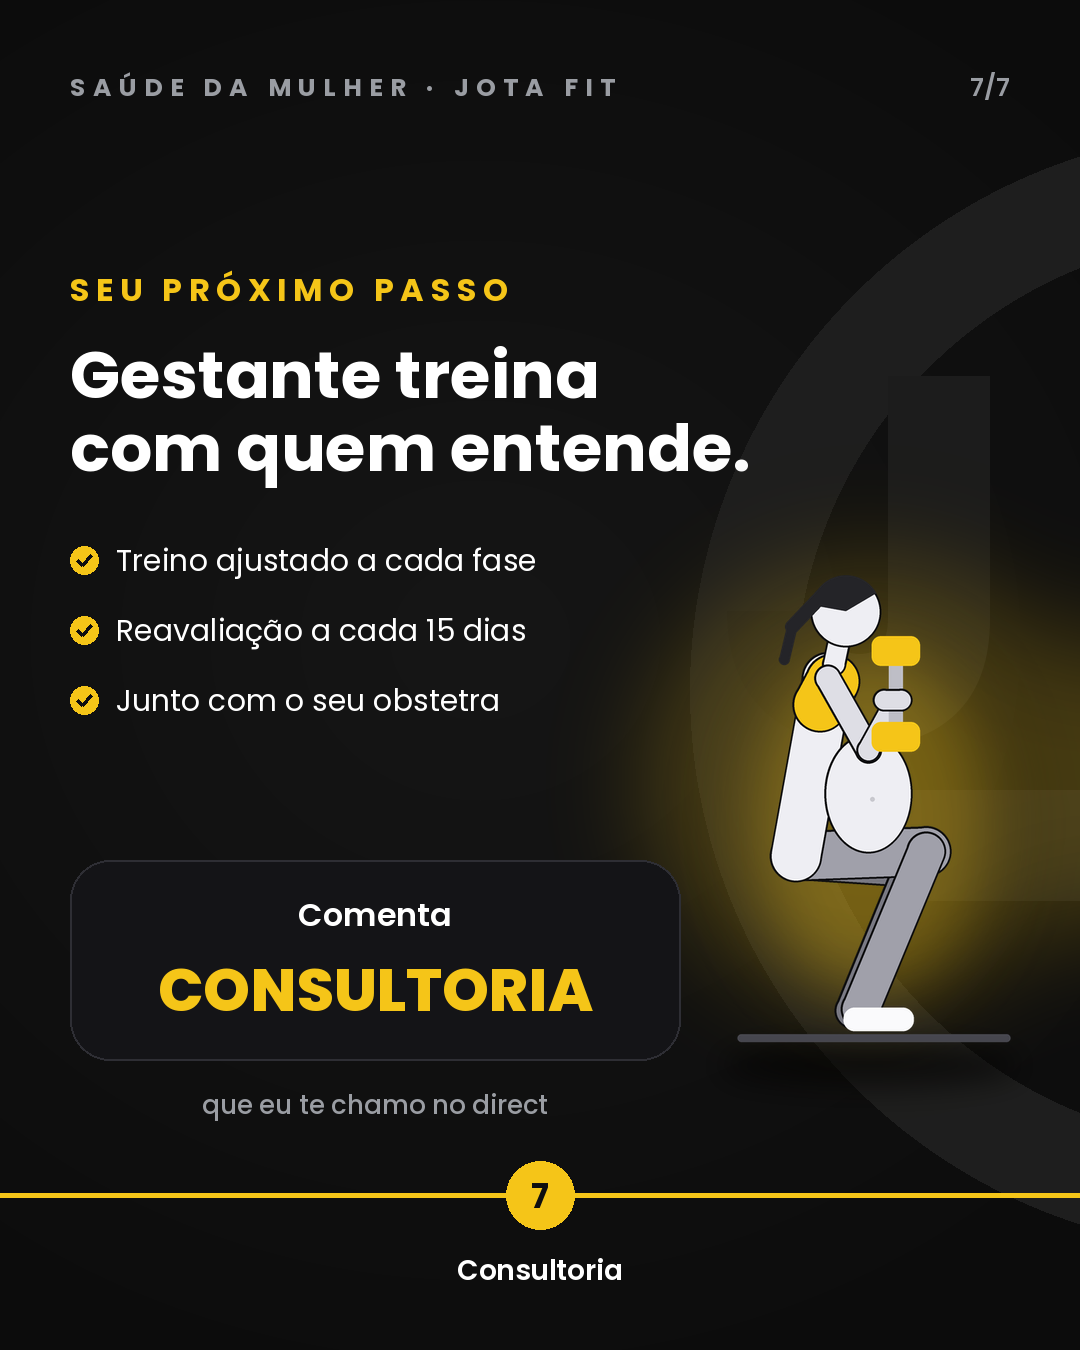 SAÚDE DA MULHER · JOTA FIT
7/7
SEU PRÓXIMO PASSO
Gestante treina
com quem entende.
Treino ajustado a cada fase
Reavaliação a cada 15 dias
Junto com o seu obstetra
Comenta
CONSULTORIA
que eu te chamo no direct
7
Consultoria